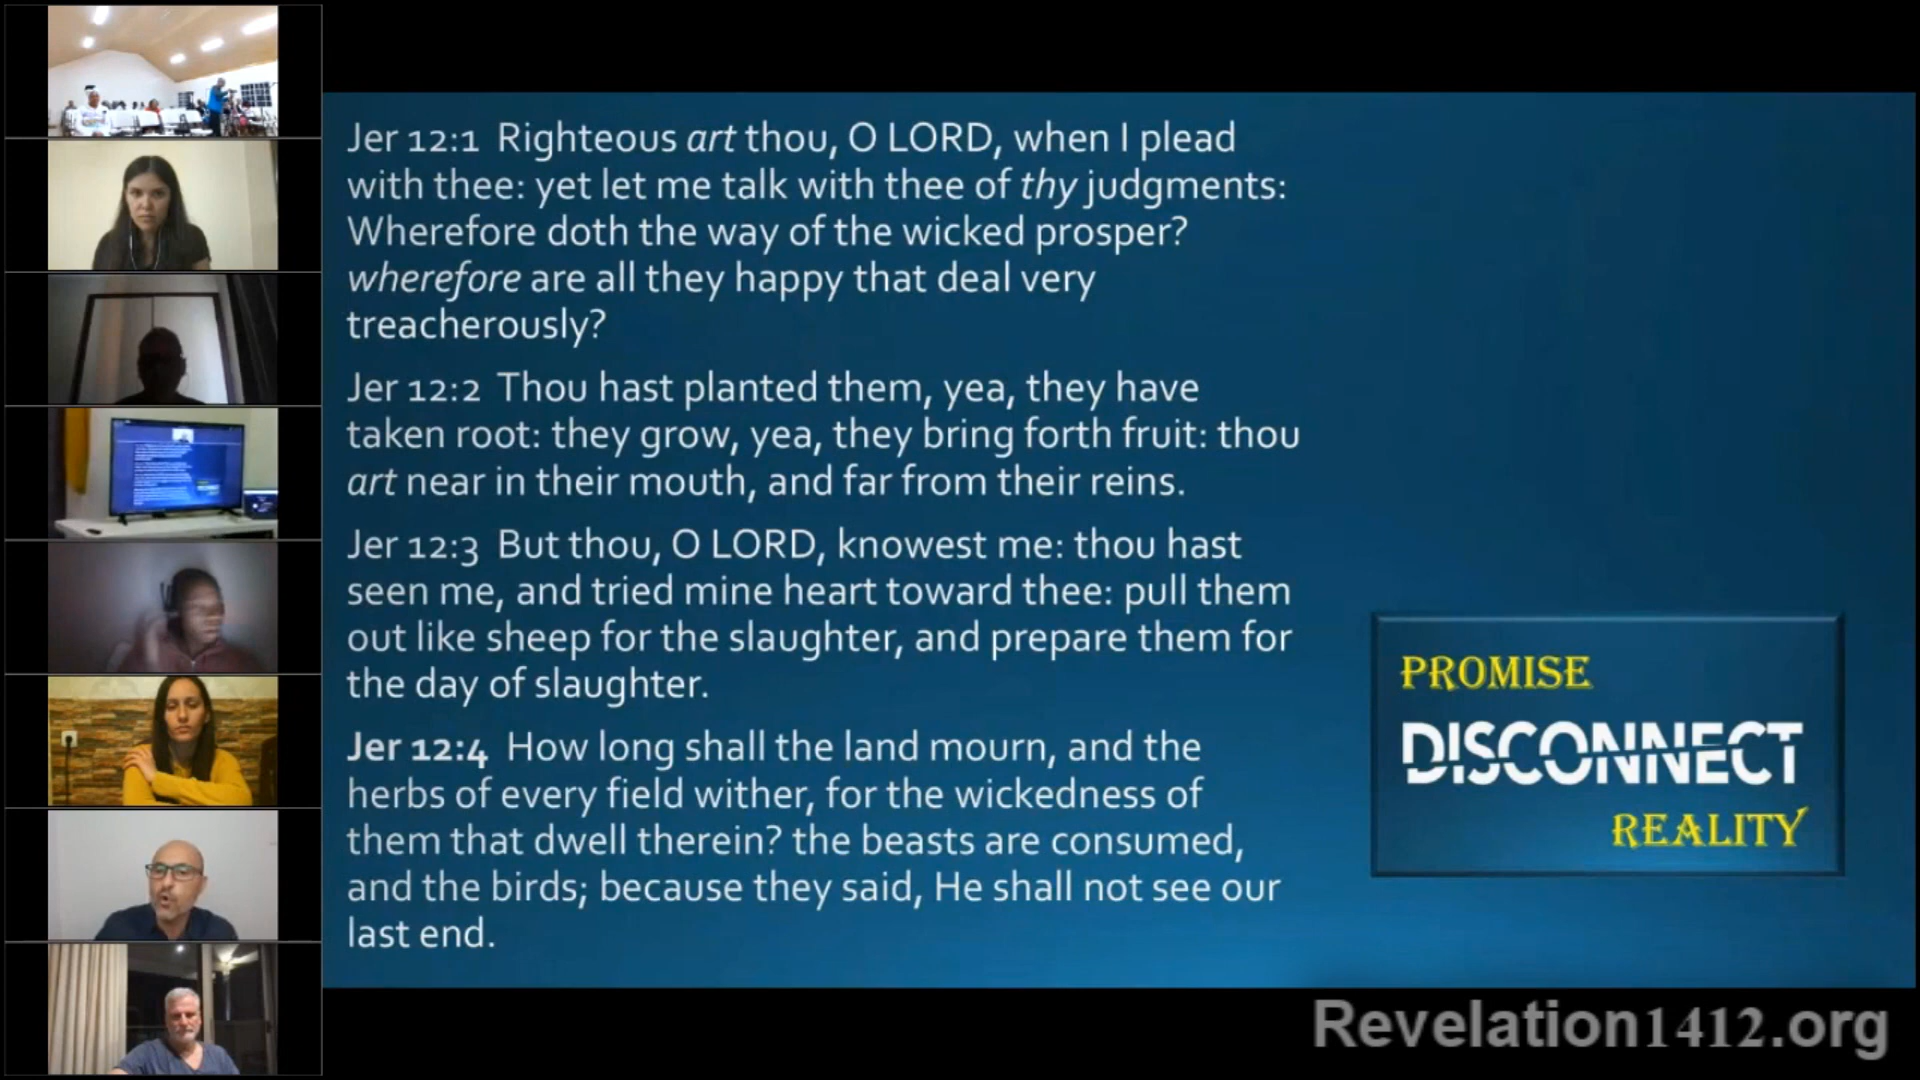 Jer 12:1 Righteous art thou, O LORD, when I plead
with thee: yet let me talk with thee of thy judgments:
Wherefore doth the way of the wicked prosper?
wherefore are all they happy that deal very
treacherously?
Jer 12:2 Thou hast planted them, yea, they have
taken root: they grow, yea, they bring forth fruit: thou
art near in their mouth, and far from their reins.
Jer 12:3 But thou, O LORD, knowest me: thou hast
seen me, and tried mine heart toward thee: pull them
out like sheep for the slaughter, and prepare them for
the day of slaughter.
Jer 12:4 How long shall the land mourn, and the
herbs of every field wither, for the wickedness of
them that dwell therein? the beasts are consumed,
and the birds; because they said, He shall not see our
last end.
PROMISE
DISCONNECT
REALITY
Revelation1412.org